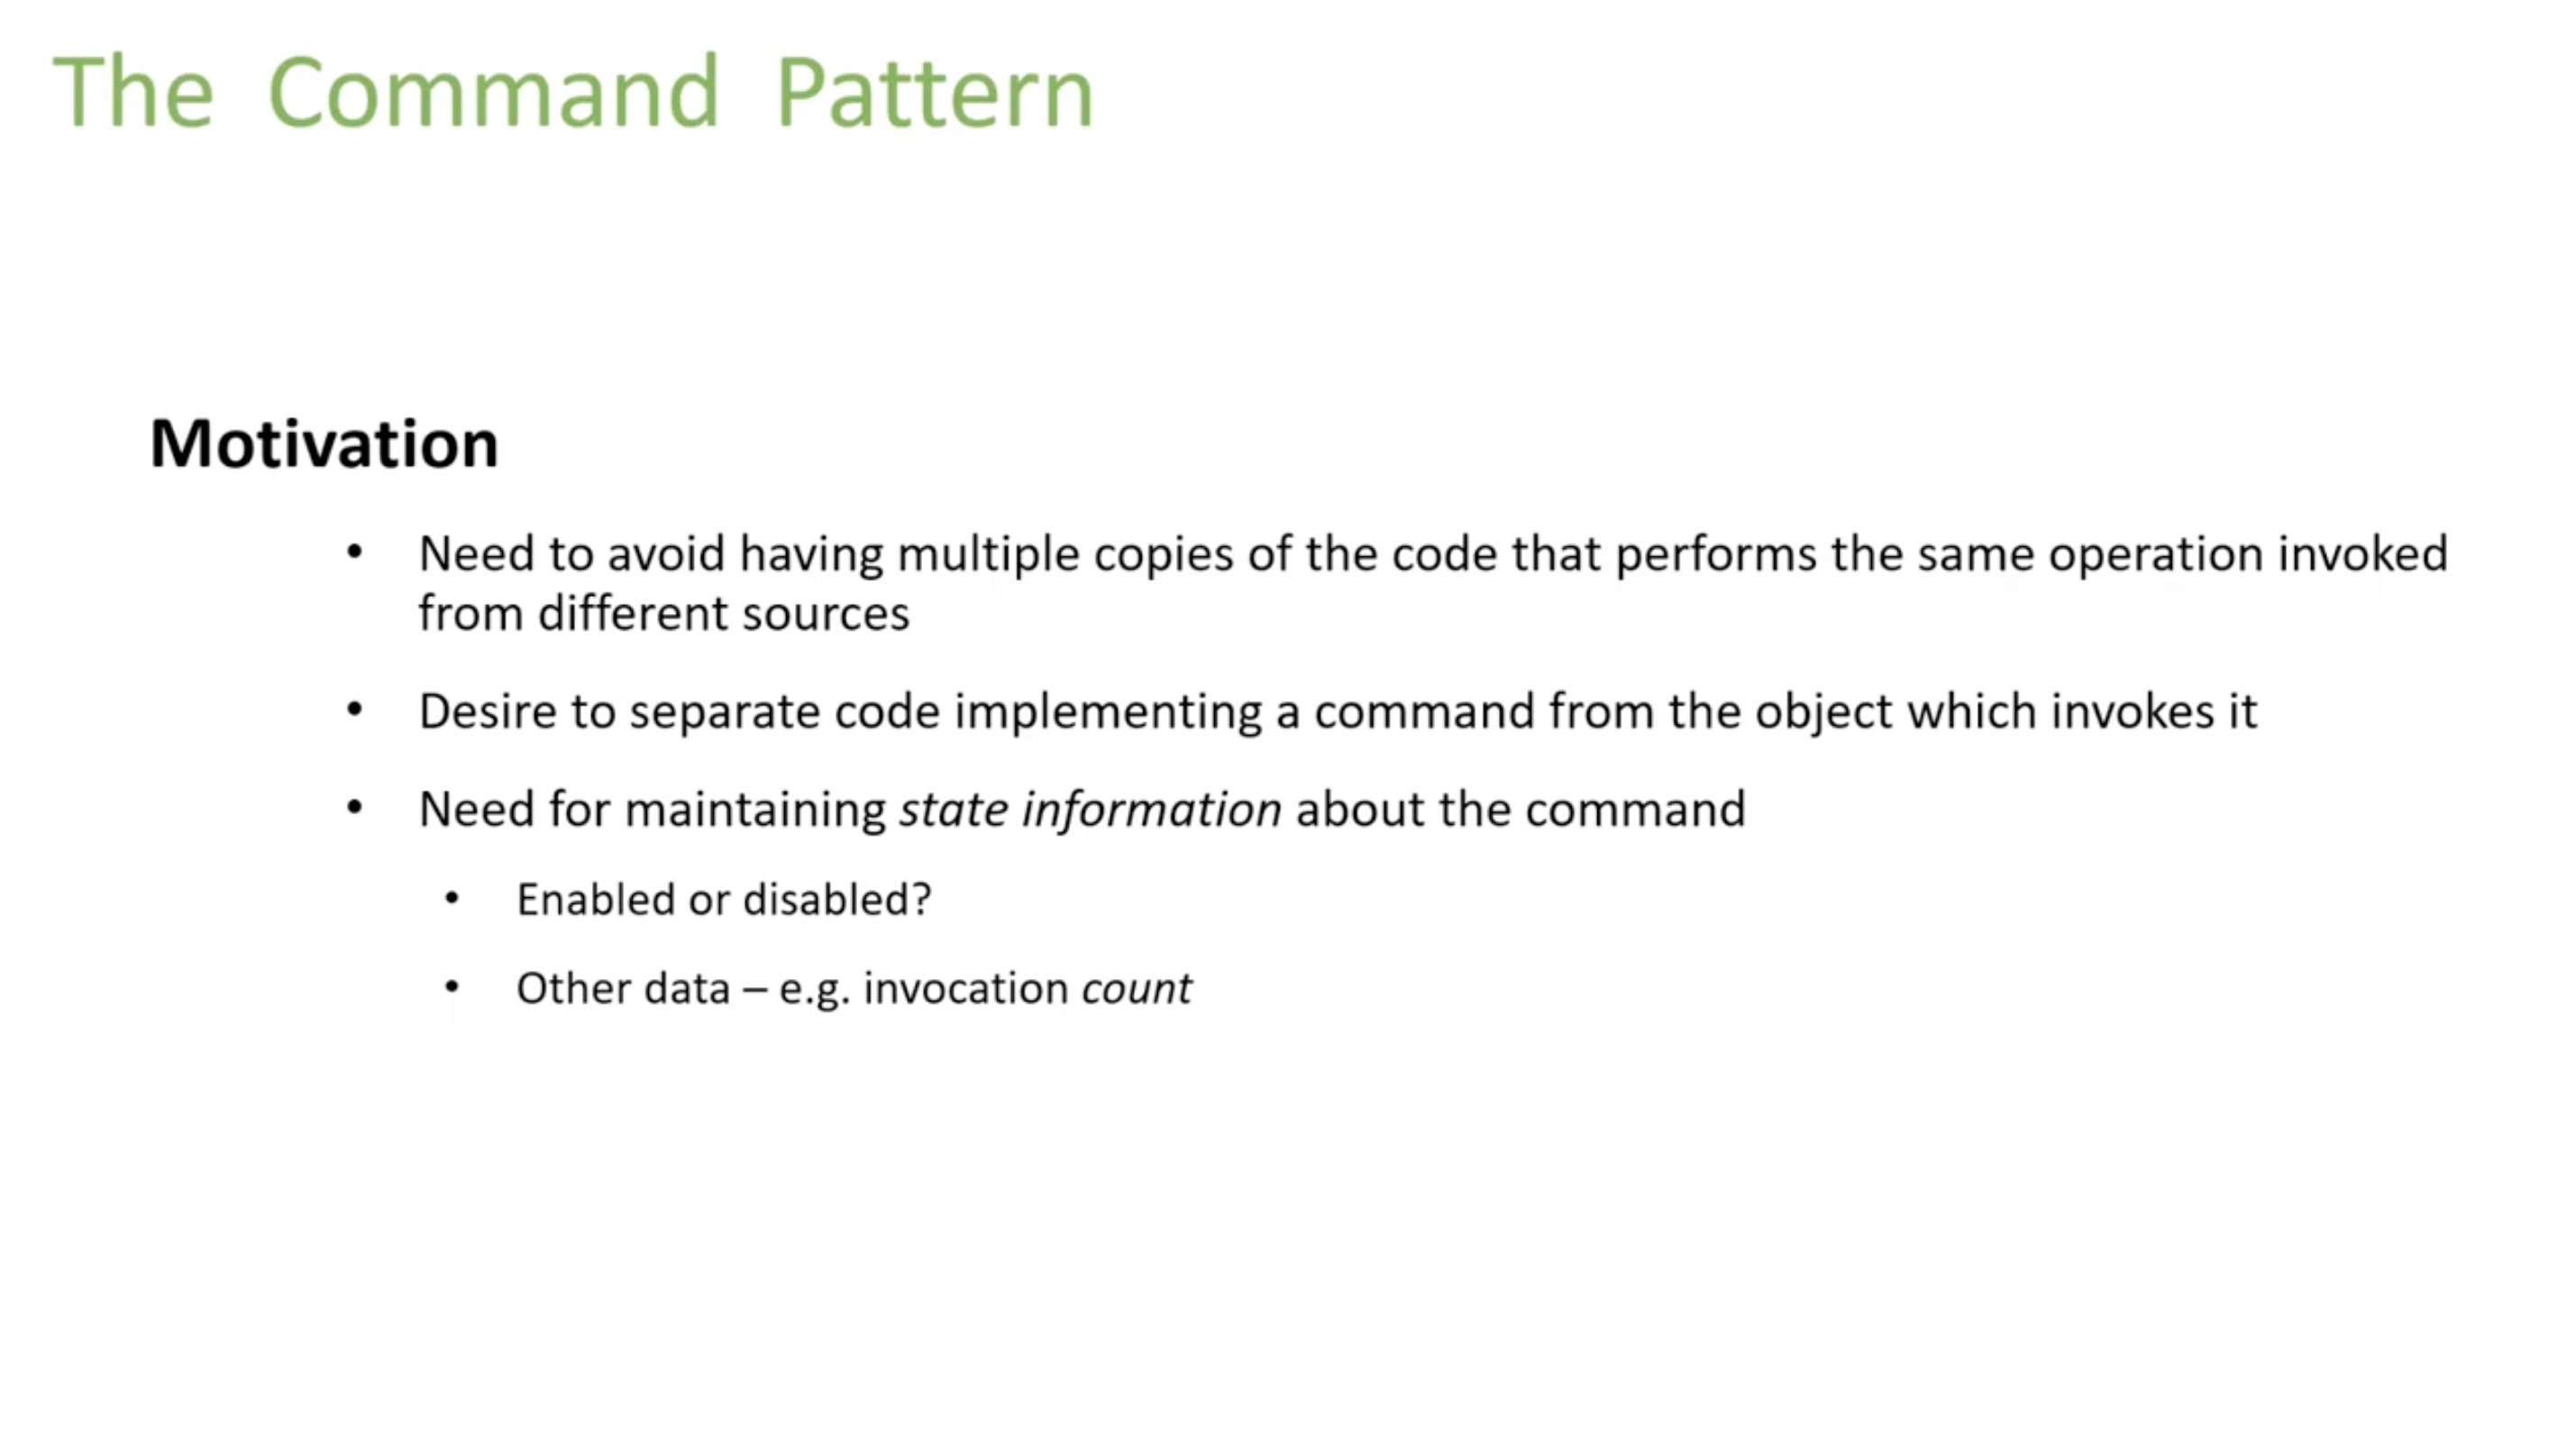 The Command Pattern
Motivation
• Need to avoid having multiple copies of the code that performs the same operation invoked
from different sources
• Desire to separate code implementing a command from the object which invokes it
• Need for maintaining state information about the command
• Enabled or disabled?
• Other data – e.g. invocation count